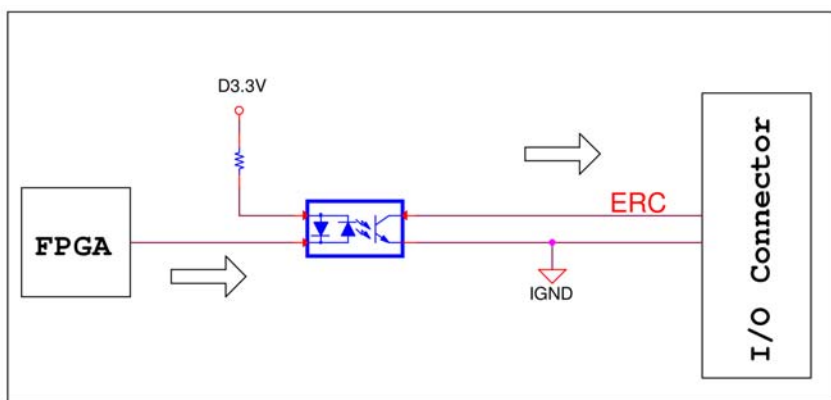 D3.3V
FPGA
ERC
IGND
I/O Connector